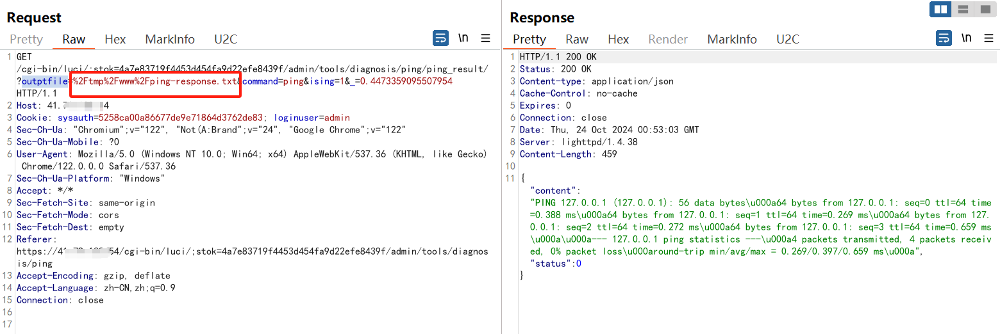 Request
Pretty Raw Hex MarkInfo U2C \n
1 GET
/cgi-bin/luci/;stok=4a7e83719f4453d454fa9d22efe8439f/admin/tools/diagnosis/ping/ping_result/
?outptfile=%2Ftmp%2Fwww%2Fping-response.txt&command=ping&ising=1&_=0.4473359095507954
HTTP/1.1
2 Host: 41. 4
3 Cookie: sysauth=5258ca00a86677de9e71864d3762de83; loginuser=admin
4 Sec-Ch-Ua: "Chromium";v="122", "Not(A:Brand";v="24", "Google Chrome";v="122"
5 Sec-Ch-Ua-Mobile: ?0
6 User-Agent: Mozilla/5.0 (Windows NT 10.0; Win64; x64) AppleWebKit/537.36 (KHTML, like Gecko)
Chrome/122.0.0.0 Safari/537.36
7 Sec-Ch-Ua-Platform: "Windows"
8 Accept: */*
9 Sec-Fetch-Site: same-origin
10 Sec-Fetch-Mode: cors
11 Sec-Fetch-Dest: empty
12 Referer:
https://41. 54/cgi-bin/luci/;stok=4a7e83719f4453d454fa9d22efe8439f/admin/tools/diagnos
is/ping
13 Accept-Encoding: gzip, deflate
14 Accept-Language: zh-CN,zh;q=0.9
15 Connection: close
16
17
Response
Pretty Raw Hex Render MarkInfo U2C \n
1 HTTP/1.1 200 OK
2 Status: 200 OK
3 Content-type: application/json
4 Cache-Control: no-cache
5 Expires: 0
6 Connection: close
7 Date: Thu, 24 Oct 2024 00:53:03 GMT
8 Server: lighttpd/1.4.38
9 Content-Length: 459
10
11 {
"content":
"PING 127.0.0.1 (127.0.0.1): 56 data bytes\u000a64 bytes from 127.0.0.1: seq=0 ttl=64 time
=0.388 ms\u000a64 bytes from 127.0.0.1: seq=1 ttl=64 time=0.269 ms\u000a64 bytes from 127.
0.0.1: seq=2 ttl=64 time=0.272 ms\u000a64 bytes from 127.0.0.1: seq=3 ttl=64 time=0.659 ms
\u000a\u000a--- 127.0.0.1 ping statistics ---\u000a4 packets transmitted, 4 packets receiv
ed, 0% packet loss\u000around-trip min/avg/max = 0.269/0.397/0.659 ms\u000a",
"status":0
}